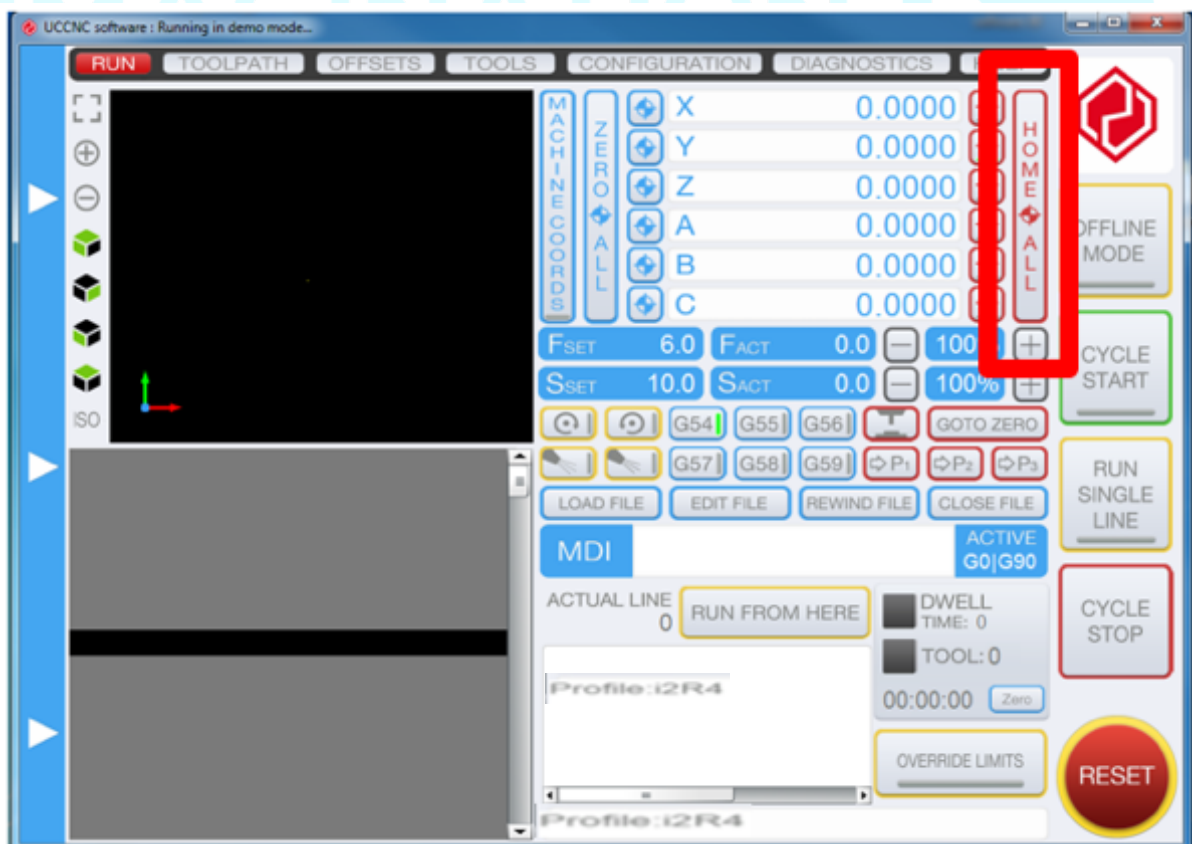 UCCNC software : Running in demo mode...
RUN TOOLPATH OFFSETS TOOLS CONFIGURATION DIAGNOSTICS
MACHINE COORDS
ZERO ALL
X 0.0000
Y 0.0000
Z 0.0000
A 0.0000
B 0.0000
C 0.0000
HOME ALL
OFFLINE
MODE
FSET 6.0 FACT 0.0 100%
SSET 10.0 SACT 0.0 100%
CYCLE
START
ISO
G54 G55 G56 GOTO ZERO
G57 G58 G59 P1 P2 P3
LOAD FILE EDIT FILE REWIND FILE CLOSE FILE
RUN
SINGLE
LINE
MDI ACTIVE
G0|G90
ACTUAL LINE
0
RUN FROM HERE
DWELL
TIME: 0
TOOL: 0
00:00:00 Zero
CYCLE
STOP
Profile:i2R4
OVERRIDE LIMITS
RESET
Profile:i2R4